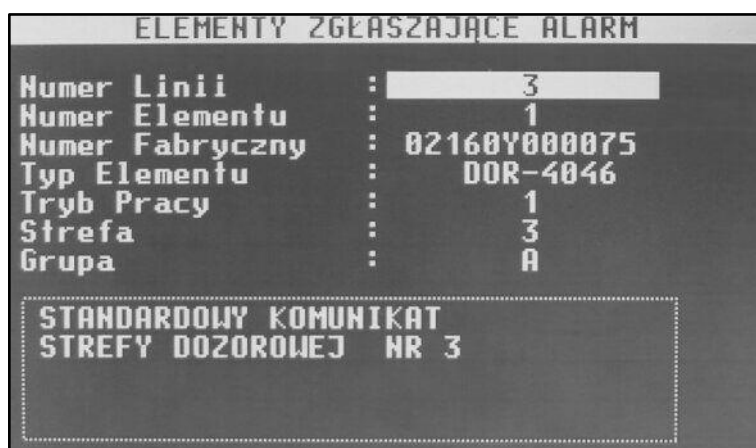 ELEMENTY ZGŁASZAJĄCE ALARM
Numer Linii : 3
Numer Elementu : 1
Numer Fabryczny : 02160Y000075
Typ Elementu : DOR-4046
Tryb Pracy : 1
Strefa : 3
Grupa : A
STANDARDOWY KOMUNIKAT
STREFY DOZOROWEJ NR 3